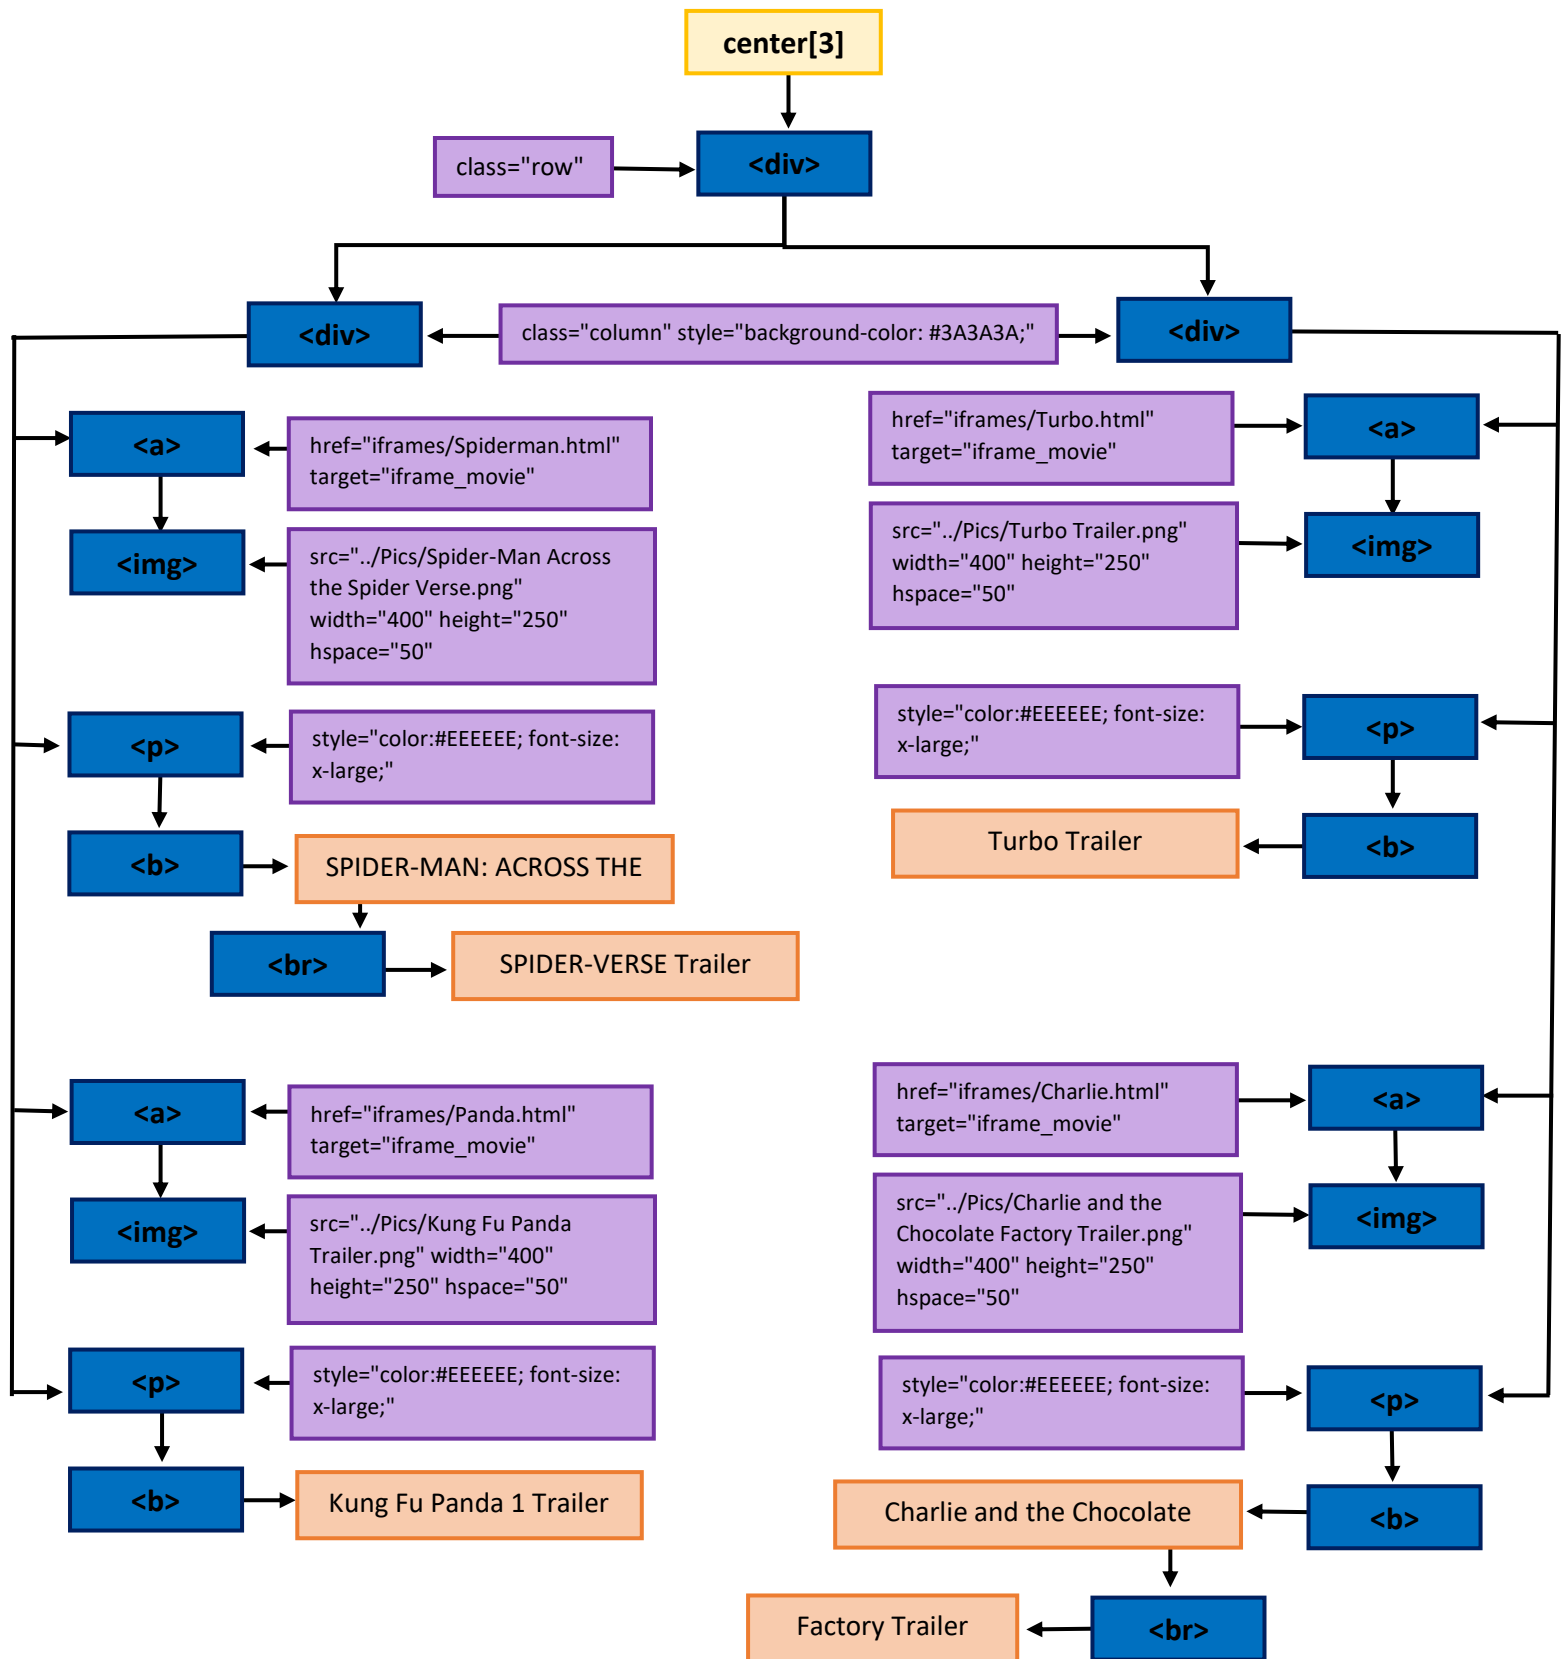 center[3]
class="row"
<div>
<div>
class="column" style="background-color: #3A3A3A;"
<div>
<a>
href="iframes/Spiderman.html"
target="iframe_movie"
<img>
src="../Pics/Spider-Man Across
the Spider Verse.png"
width="400" height="250"
hspace="50"
<p>
style="color:#EEEEEE; font-size:
x-large;"
<b>
SPIDER-MAN: ACROSS THE
<br>
SPIDER-VERSE Trailer
<a>
href="iframes/Panda.html"
target="iframe_movie"
<img>
src="../Pics/Kung Fu Panda
Trailer.png" width="400"
height="250" hspace="50"
<p>
style="color:#EEEEEE; font-size:
x-large;"
<b>
Kung Fu Panda 1 Trailer
href="iframes/Turbo.html"
target="iframe_movie"
<a>
src="../Pics/Turbo Trailer.png"
width="400" height="250"
hspace="50"
<img>
style="color:#EEEEEE; font-size:
x-large;"
<p>
Turbo Trailer
<b>
href="iframes/Charlie.html"
target="iframe_movie"
<a>
src="../Pics/Charlie and the
Chocolate Factory Trailer.png"
width="400" height="250"
hspace="50"
<img>
style="color:#EEEEEE; font-size:
x-large;"
<p>
Charlie and the Chocolate
<b>
Factory Trailer
<br>